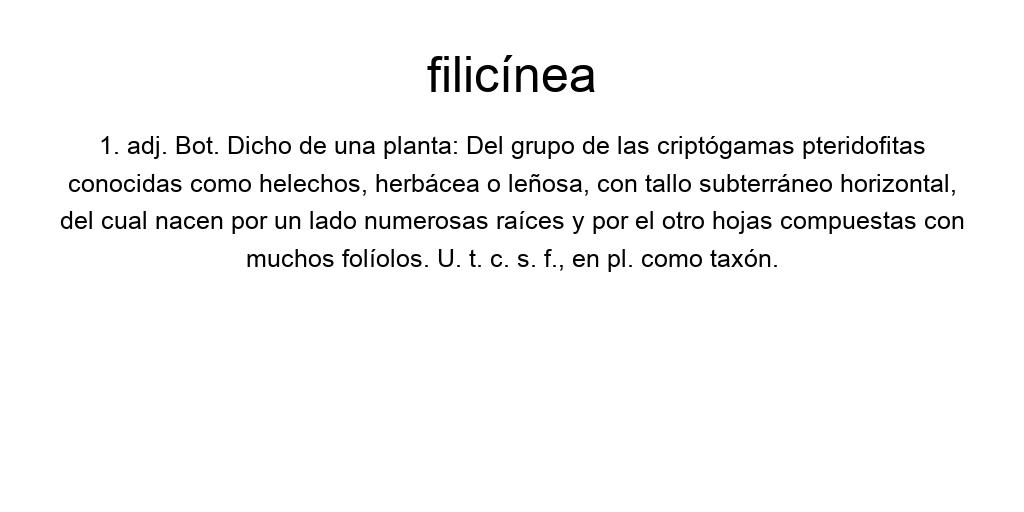 filicínea
1. adj. Bot. Dicho de una planta: Del grupo de las criptógamas pteridofitas
conocidas como helechos, herbácea o leñosa, con tallo subterráneo horizontal,
del cual nacen por un lado numerosas raíces y por el otro hojas compuestas con
muchos folíolos. U. t. c. s. f., en pl. como taxón.